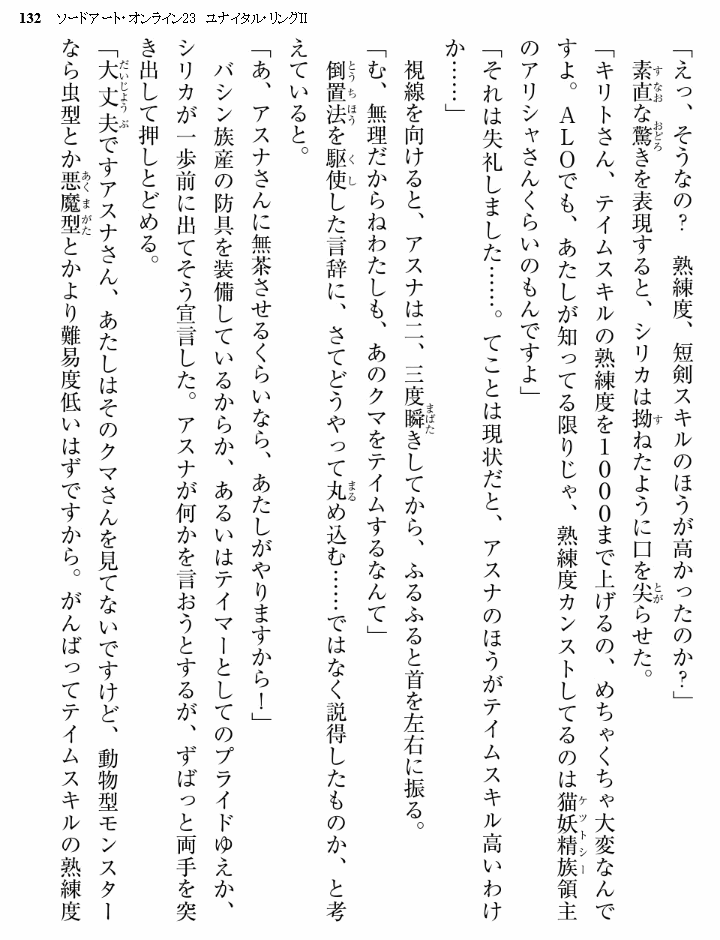 132 ソードアート・オンライン23 ユナイタル・リングⅡ
「えっ、そうなの？　熟練度、短剣スキルのほうが高かったのか？」
素直な驚きを表現すると、シリカは拗ねたように口を尖らせた。
「キリトさん、テイムスキルの熟練度を1000まで上げるの、めちゃくちゃ大変なんで
すよ。ALOでも、あたしが知ってる限りじゃ、熟練度カンストしてるのは猫妖精族領主
のアリシャさんくらいのもんですよ」
「それは失礼しました……。てことは現状だと、アスナのほうがテイムスキル高いわけ
か……」
視線を向けると、アスナは二、三度瞬きしてから、ふるふると首を左右に振る。
「む、無理だからねわたしも、あのクマをテイムするなんて」
倒置法を駆使した言辞に、さてどうやって丸め込む……ではなく説得したものか、と考
えていると。
「あ、アスナさんに無茶させるくらいなら、あたしがやりますから！」
バシン族産の防具を装備しているからか、あるいはテイマーとしてのプライドゆえか、
シリカが一歩前に出てそう宣言した。アスナが何かを言おうとするが、ずばっと両手を突
き出して押しとどめる。
「大丈夫ですアスナさん、あたしはそのクマさんを見てないですけど、動物型モンスター
なら虫型とか悪魔型とかより難易度低いはずですから。がんばってテイムスキルの熟練度